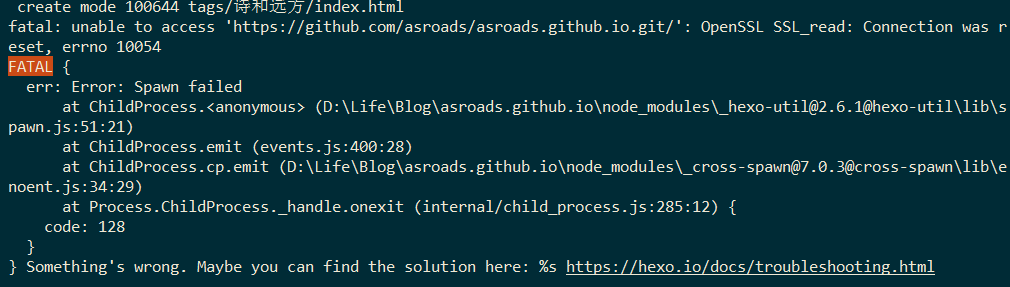 create mode 100644 tags/诗和远方/index.html
fatal: unable to access 'https://github.com/asroads/asroads.github.io.git/': OpenSSL SSL_read: Connection was r
eset, errno 10054
FATAL {
  err: Error: Spawn failed
      at ChildProcess.<anonymous> (D:\Life\Blog\asroads.github.io\node_modules\_hexo-util@2.6.1@hexo-util\lib\s
pawn.js:51:21)
      at ChildProcess.emit (events.js:400:28)
      at ChildProcess.cp.emit (D:\Life\Blog\asroads.github.io\node_modules\_cross-spawn@7.0.3@cross-spawn\lib\e
noent.js:34:29)
      at Process.ChildProcess._handle.onexit (internal/child_process.js:285:12) {
    code: 128
  }
} Something's wrong. Maybe you can find the solution here: %s https://hexo.io/docs/troubleshooting.html